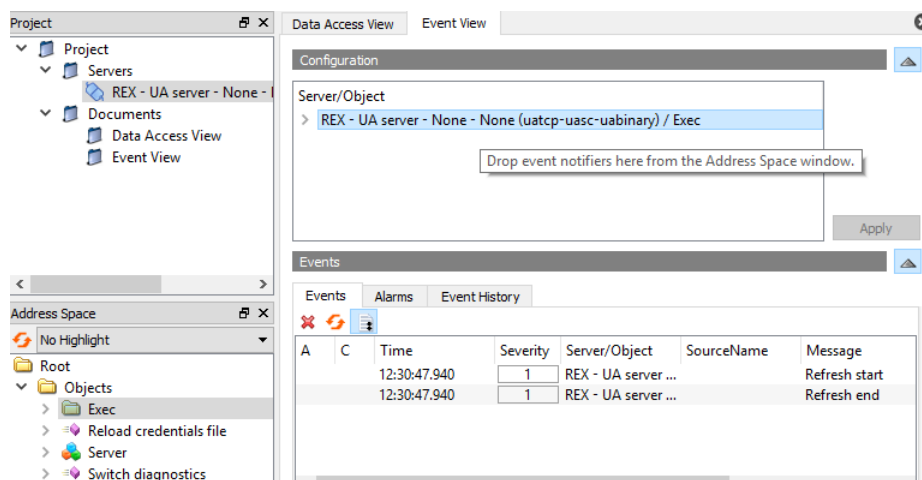 Project
Project
Servers
REX - UA server - None -
Documents
Data Access View
Event View
Address Space
No Highlight
Root
Objects
Exec
Reload credentials file
Server
Switch diagnostics
Data Access View Event View
Configuration
Server/Object
REX - UA server - None - None (uatcp-uasc-uabinary) / Exec
Drop event notifiers here from the Address Space window.
Apply
Events
Events Alarms Event History
A C Time Severity Server/Object SourceName Message
12:30:47.940 1 REX - UA server ... Refresh start
12:30:47.940 1 REX - UA server ... Refresh end